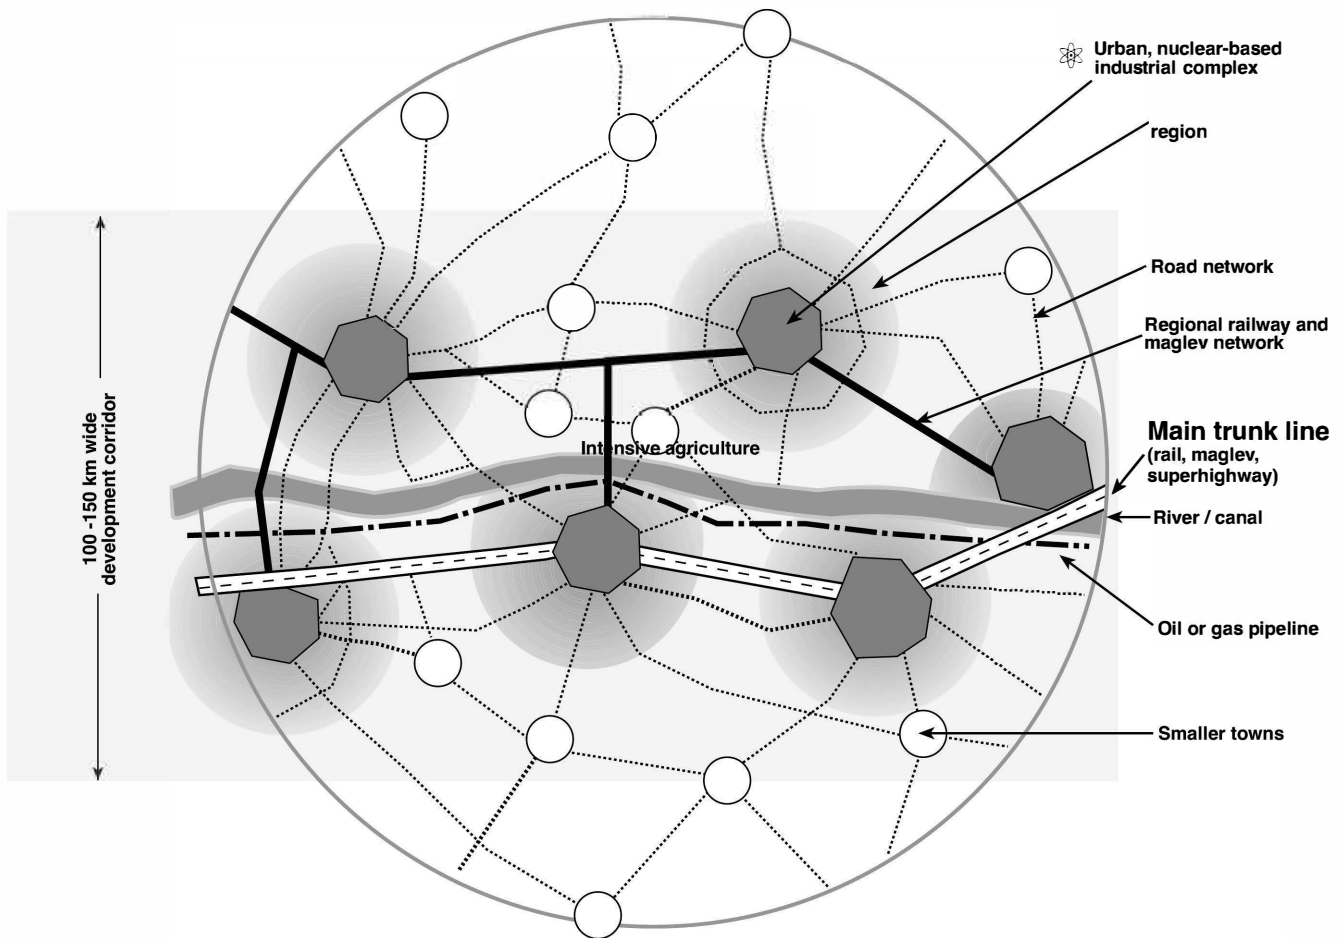 Urban, nuclear-based
industrial complex
region
Road network
Regional railway and
maglev network
Main trunk line
(rail, maglev,
superhighway)
River / canal
Oil or gas pipeline
Smaller towns
Intensive agriculture
100 -150 km wide
development corridor